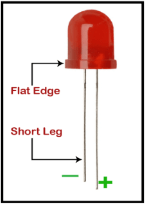 Flat Edge
Short Leg
− +